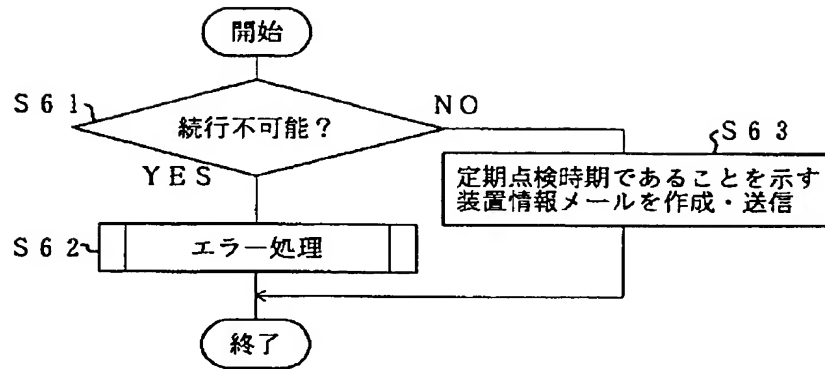 開始
S61
続行不可能?
NO
YES
S63
定期点検時期であることを示す
装置情報メールを作成・送信
S62
エラー処理
終了